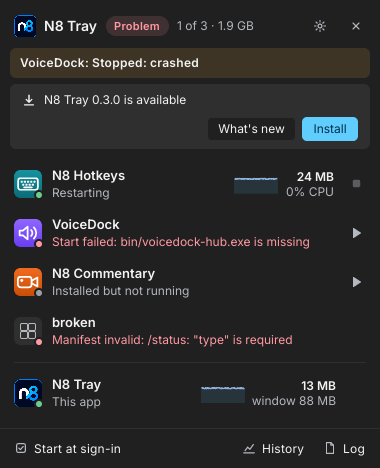 n8 N8 Tray Problem 1 of 3 · 1.9 GB
VoiceDock: Stopped: crashed
N8 Tray 0.3.0 is available
What's new Install
N8 Hotkeys 24 MB
Restarting 0% CPU
VoiceDock
Start failed: bin/voicedock-hub.exe is missing
N8 Commentary
Installed but not running
broken
Manifest invalid: /status: "type" is required
n8 N8 Tray 13 MB
This app window 88 MB
Start at sign-in History Log